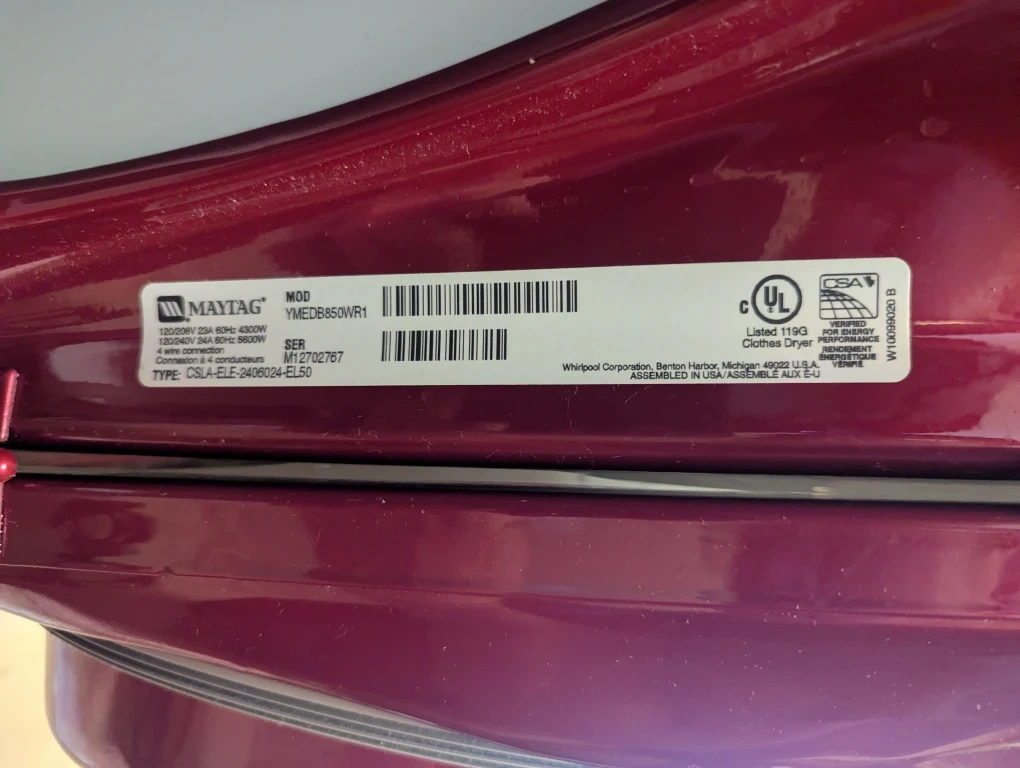 MAYTAG®
120/208V 23A 60Hz 4300W
120/240V 24A 60Hz 5600W
4 wire connection
Connexion à 4 conducteurs
TYPE: CSLA-ELE-2406024-EL50
MOD
YMEDB850WR1
SER
M12702767
C UL
Listed 119G
Clothes Dryer
CSA
VERIFIED
FOR ENERGY
PERFORMANCE
RENDEMENT
ÉNERGÉTIQUE
VÉRIFIÉ
Whirlpool Corporation, Benton Harbor, Michigan 49022 U.S.A.
ASSEMBLED IN USA/ASSEMBLÉ AUX É-U
W10099020 B